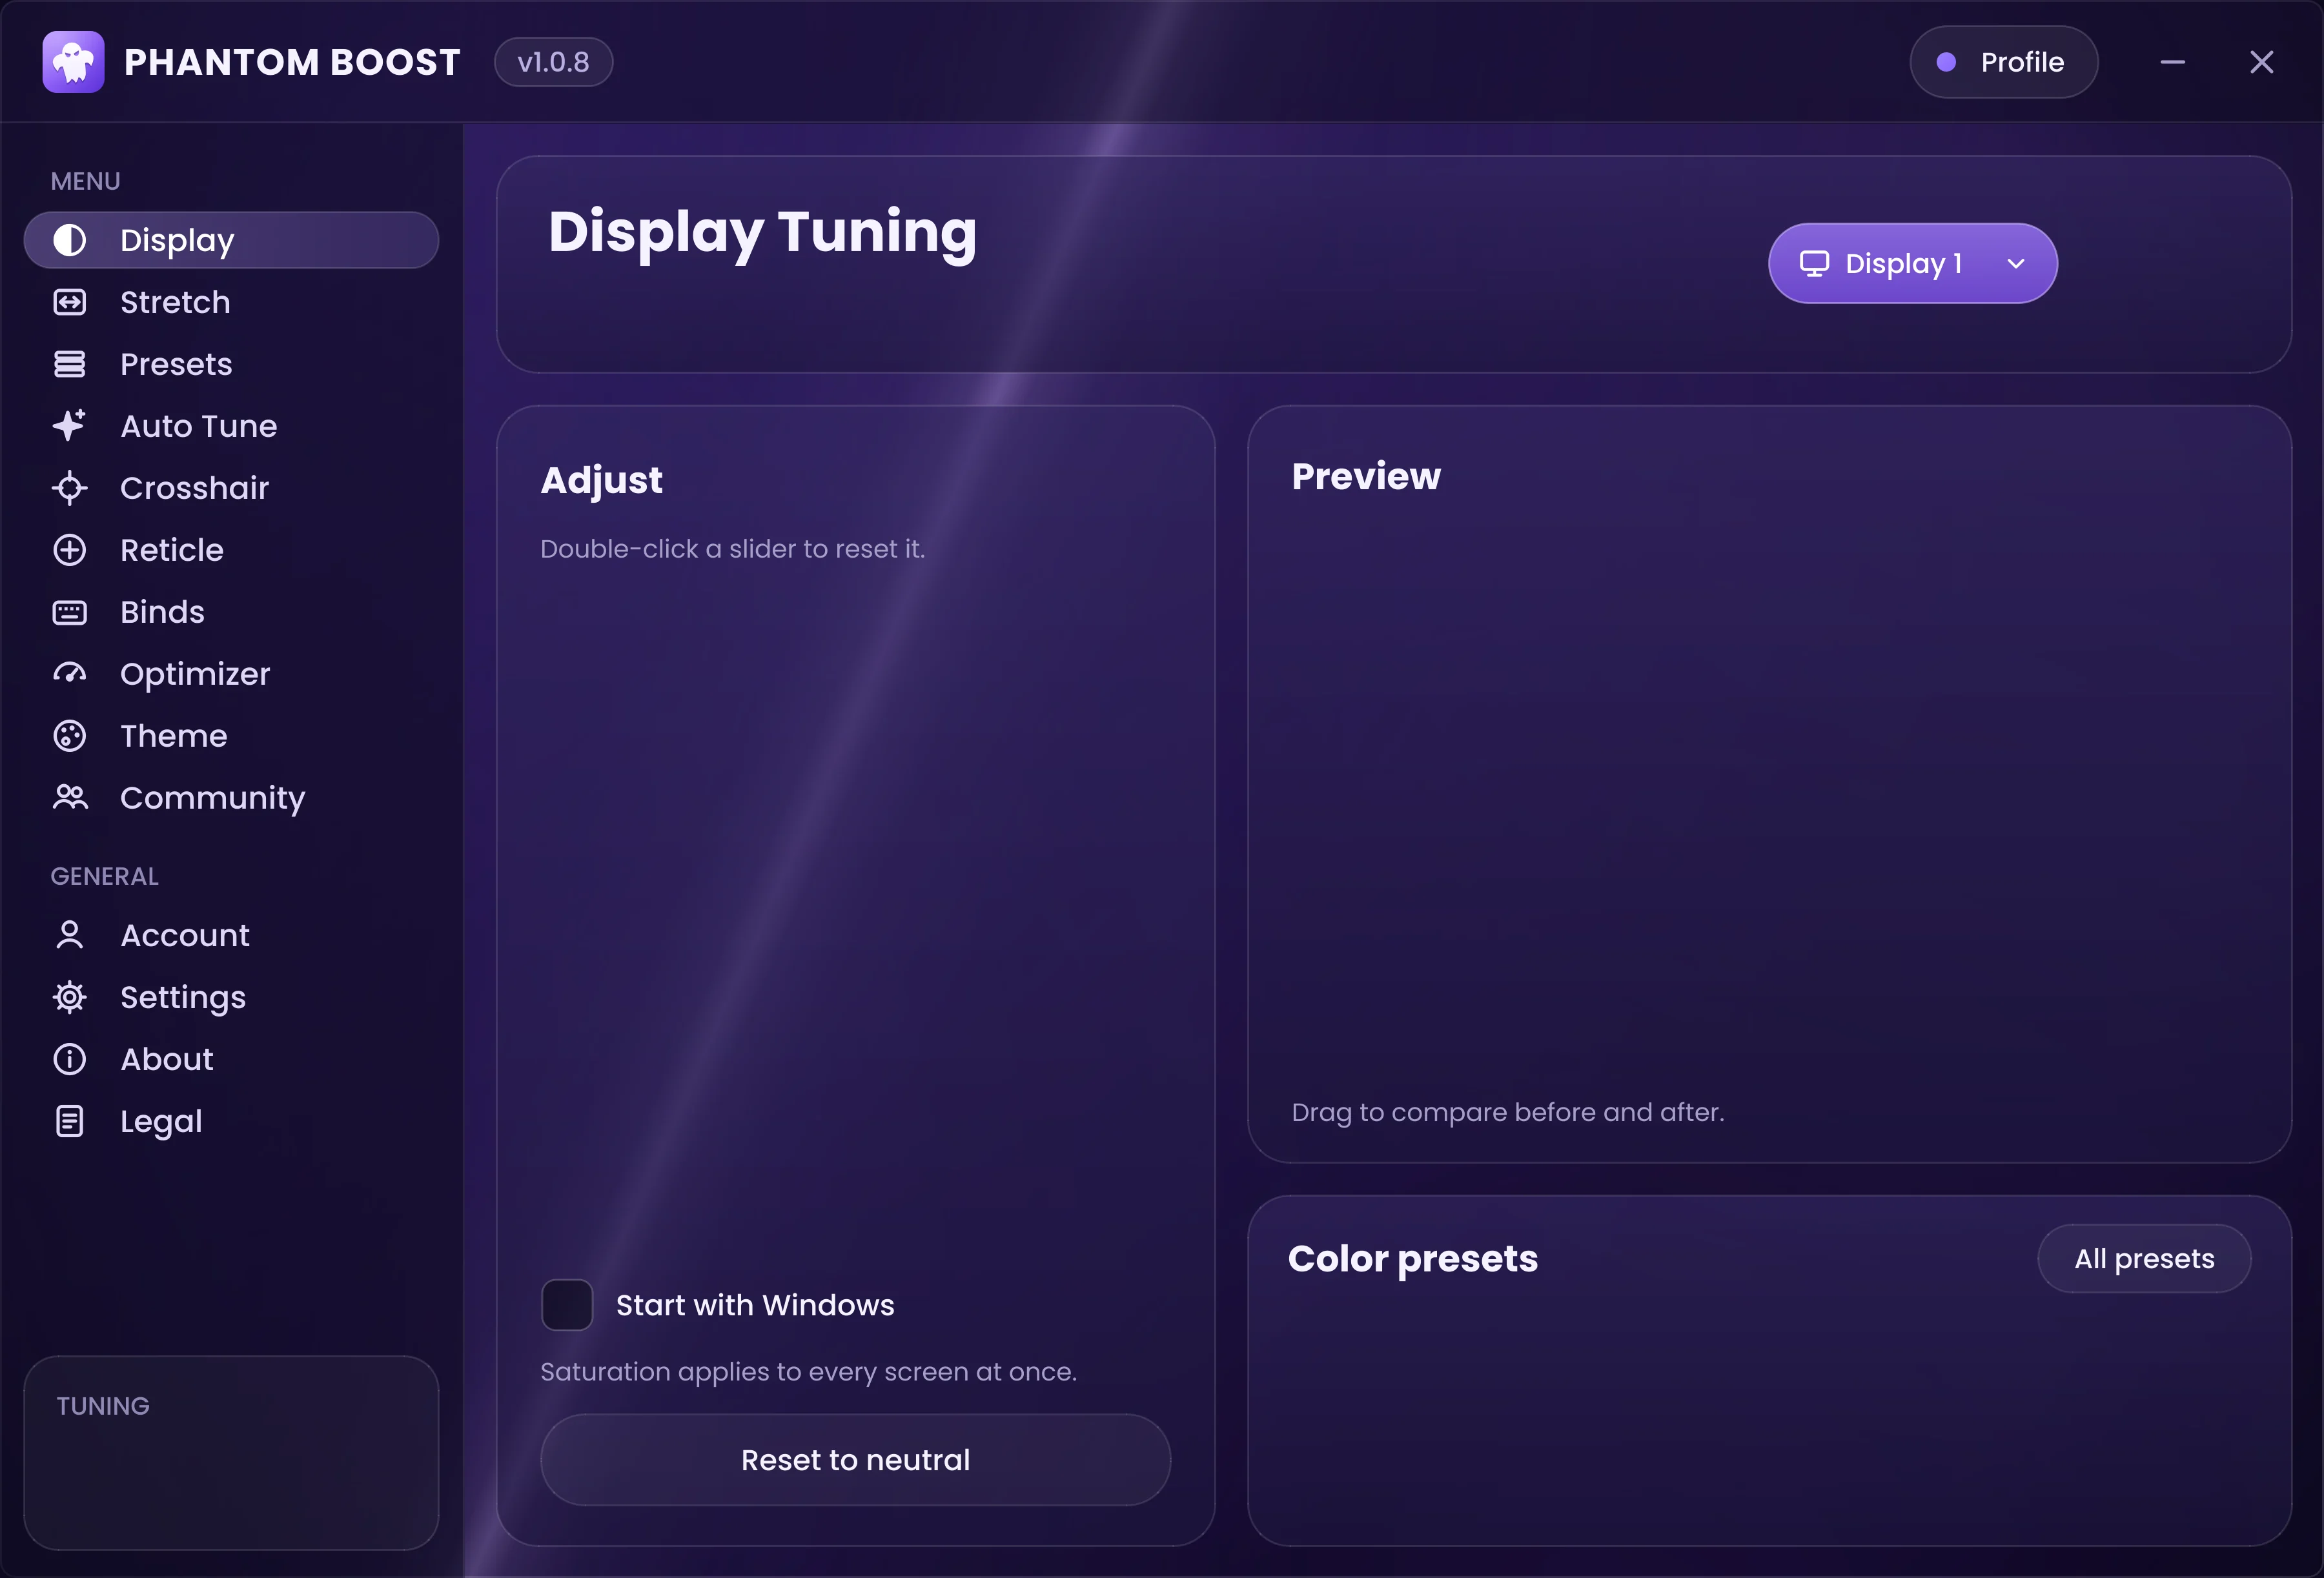 PHANTOM BOOST
v1.0.8
Profile
MENU
Display
Stretch
Presets
Auto Tune
Crosshair
Reticle
Binds
Optimizer
Theme
Community
GENERAL
Account
Settings
About
Legal
TUNING
Display Tuning
Display 1
Adjust
Double-click a slider to reset it.
Start with Windows
Saturation applies to every screen at once.
Reset to neutral
Preview
Drag to compare before and after.
Color presets
All presets